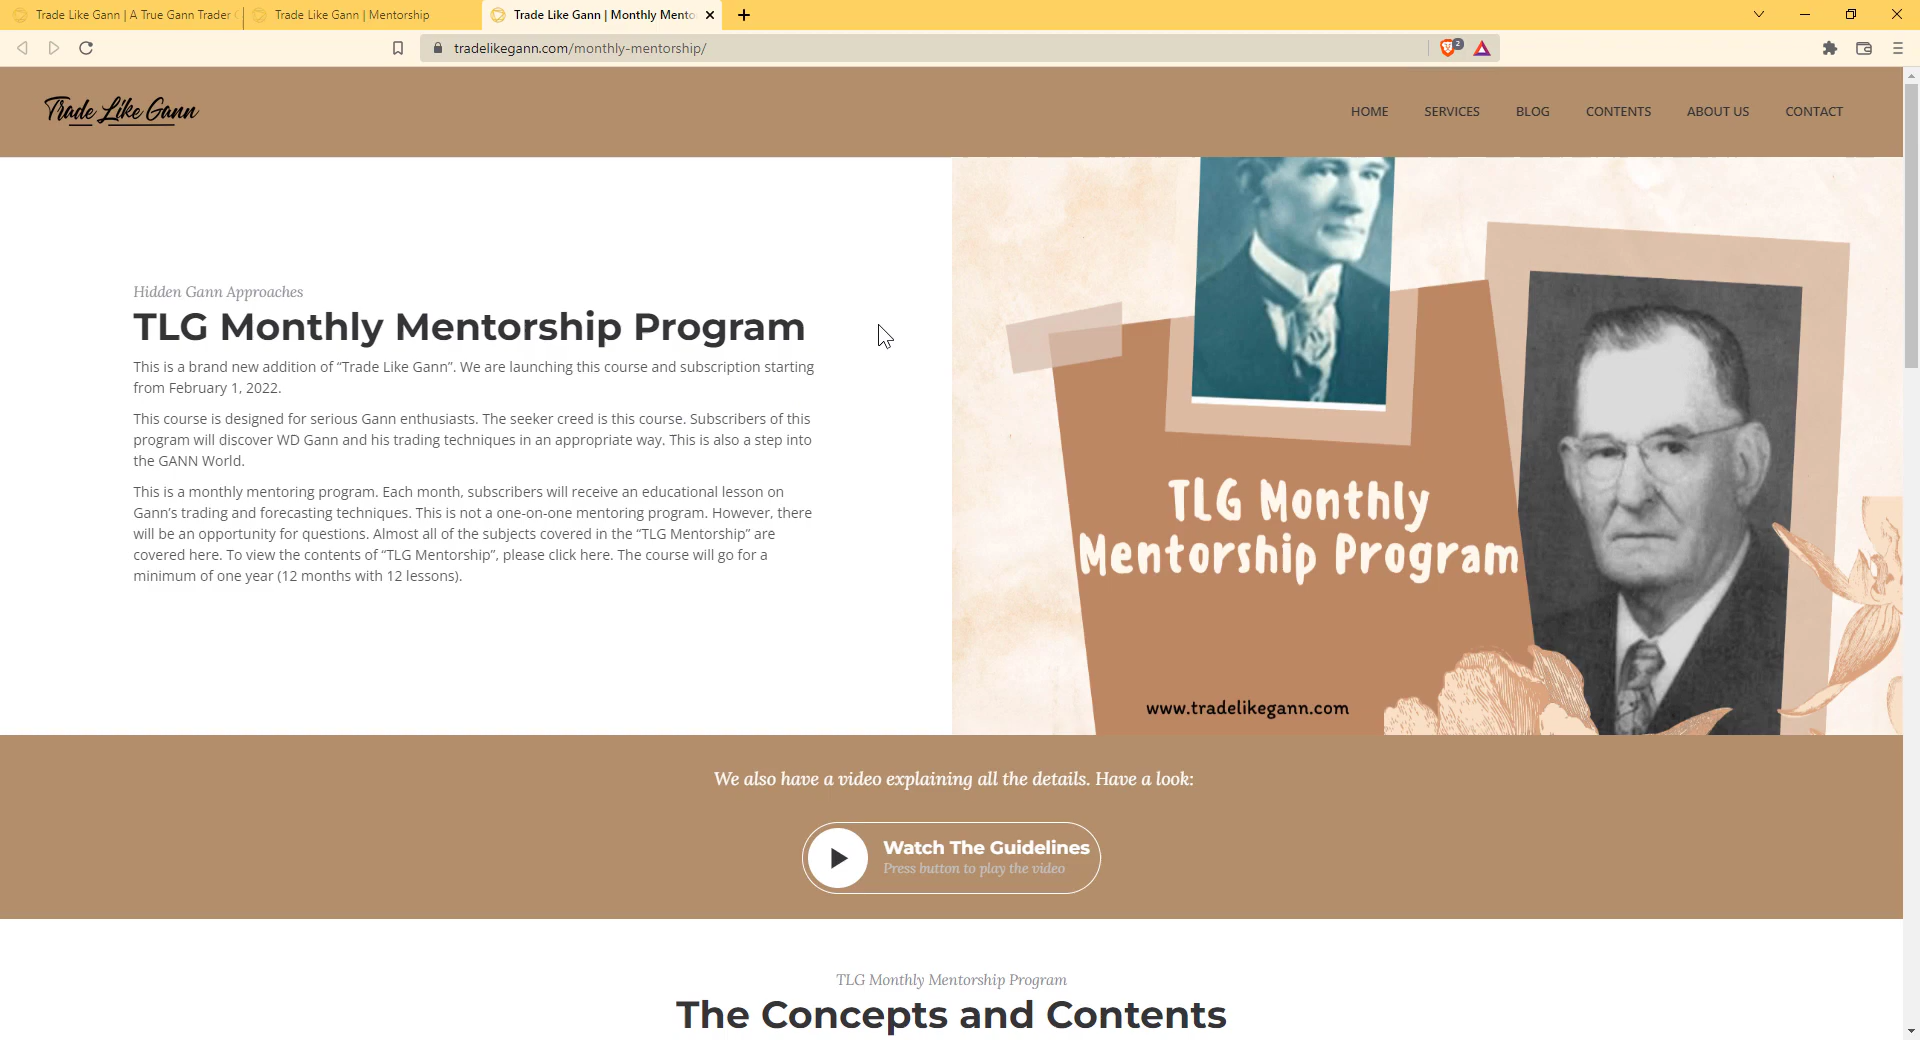 Trade Like Gann | A True Gann Trader
Trade Like Gann | Mentorship
Trade Like Gann | Monthly Mento
tradelikegann.com/monthly-mentorship/
2
Trade Like Gann
HOME
SERVICES
BLOG
CONTENTS
ABOUT US
CONTACT
Hidden Gann Approaches
TLG Monthly Mentorship Program
This is a brand new addition of “Trade Like Gann”. We are launching this course and subscription starting
from February 1, 2022.
This course is designed for serious Gann enthusiasts. The seeker creed is this course. Subscribers of this
program will discover WD Gann and his trading techniques in an appropriate way. This is also a step into
the GANN World.
This is a monthly mentoring program. Each month, subscribers will receive an educational lesson on
Gann’s trading and forecasting techniques. This is not a one-on-one mentoring program. However, there
will be an opportunity for questions. Almost all of the subjects covered in the “TLG Mentorship” are
covered here. To view the contents of “TLG Mentorship”, please click here. The course will go for a
minimum of one year (12 months with 12 lessons).
TLG Monthly
Mentorship Program
www.tradelikegann.com
We also have a video explaining all the details. Have a look:
Watch The Guidelines
Press button to play the video
TLG Monthly Mentorship Program
The Concepts and Contents